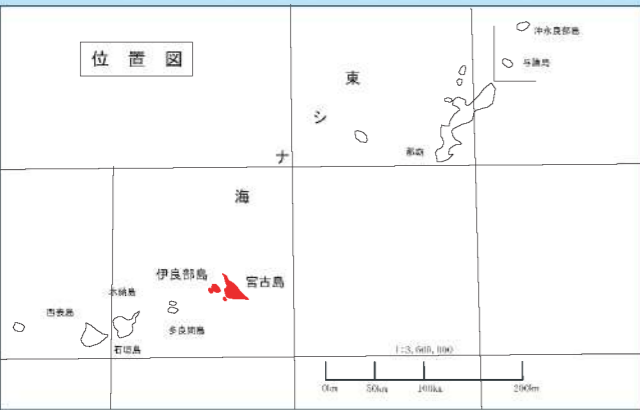 位置図
沖永良部島
与論島
東
シ
ナ
海
那覇
伊良部島
宮古島
水納島
西表島
多良間島
石垣島
1:3,600,000
0km 50km 100km 200km